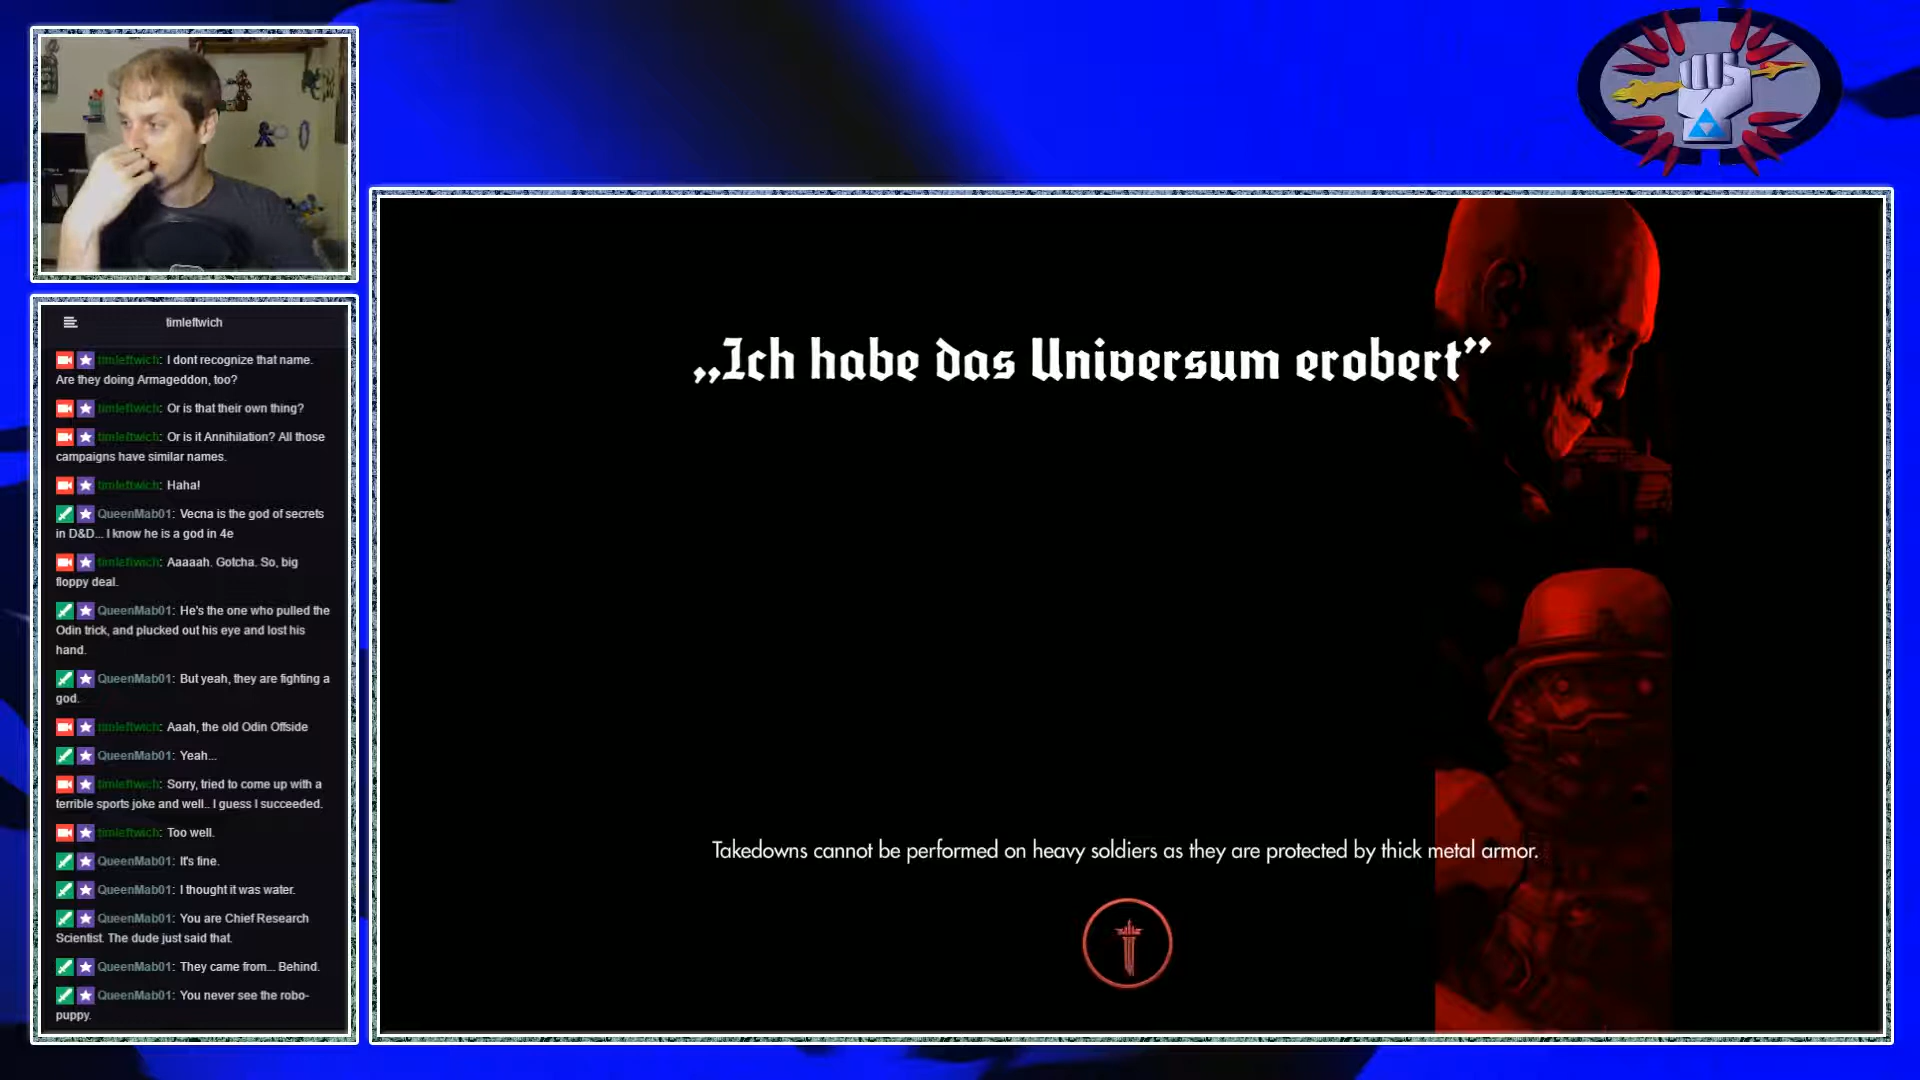 timleftwich
timleftwich: I dont recognize that name.
Are they doing Armageddon, too?
timleftwich: Or is that their own thing?
timleftwich: Or is it Annihilation? All those
campaigns have similar names.
timleftwich: Haha!
QueenMab01: Vecna is the god of secrets
in D&D... I know he is a god in 4e
timleftwich: Aaaaah. Gotcha. So, big
floppy deal.
QueenMab01: He's the one who pulled the
Odin trick, and plucked out his eye and lost his
hand.
QueenMab01: But yeah, they are fighting a
god.
timleftwich: Aaah, the old Odin Offside
QueenMab01: Yeah...
timleftwich: Sorry, tried to come up with a
terrible sports joke and well.. I guess I succeeded.
timleftwich: Too well.
QueenMab01: It's fine.
QueenMab01: I thought it was water.
QueenMab01: You are Chief Research
Scientist. The dude just said that.
QueenMab01: They came from... Behind.
QueenMab01: You never see the robo-
puppy.
„Ich habe das Universum erobert”
Takedowns cannot be performed on heavy soldiers as they are protected by thick metal armor.